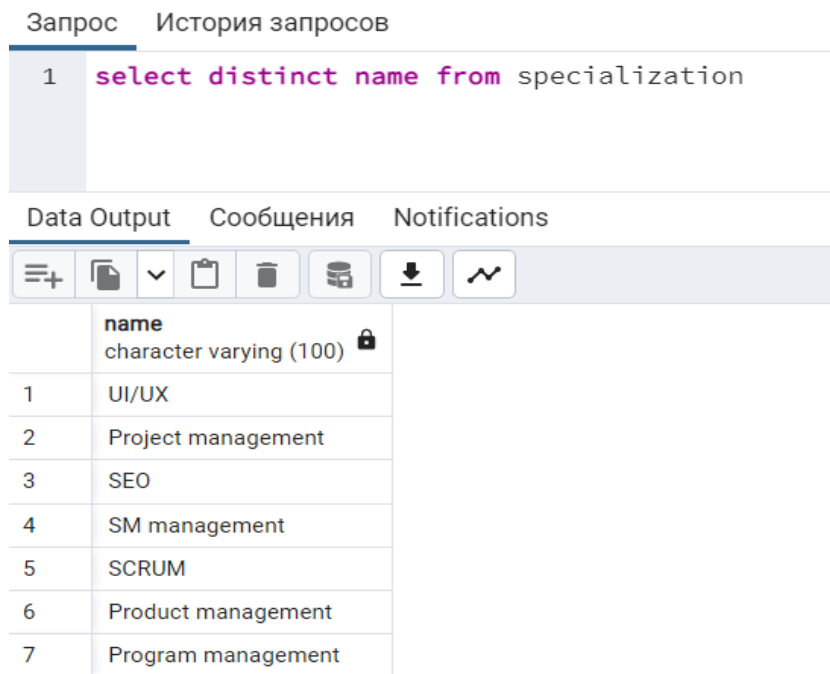 Запрос История запросов
1 select distinct name from specialization
Data Output Сообщения Notifications
name
character varying (100)
1 UI/UX
2 Project management
3 SEO
4 SM management
5 SCRUM
6 Product management
7 Program management